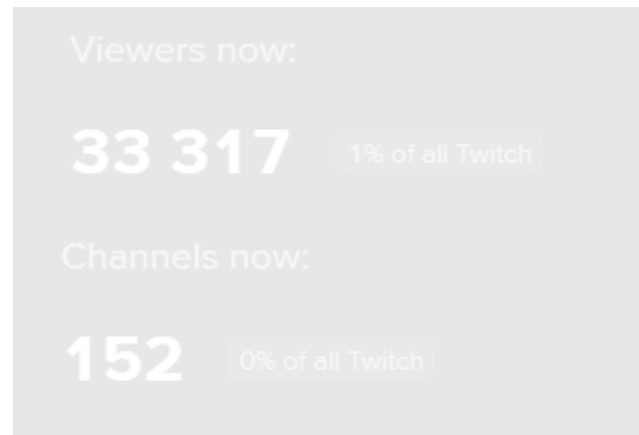 Viewers now:
33 317 1% of all Twitch
Channels now:
152 0% of all Twitch